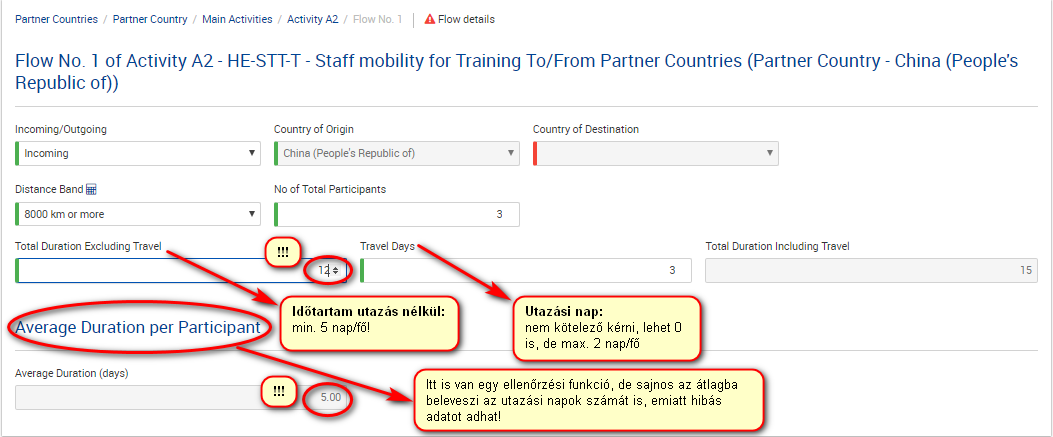 Partner Countries / Partner Country / Main Activities / Activity A2 / Flow No. 1 | Flow details
Flow No. 1 of Activity A2 - HE-STT-T - Staff mobility for Training To/From Partner Countries (Partner Country - China (People's
Republic of))
Incoming/Outgoing
Country of Origin
Country of Destination
Incoming
China (People's Republic of)
Distance Band
No of Total Participants
8000 km or more
3
Total Duration Excluding Travel
!!!
Travel Days
Total Duration Including Travel
12
3
15
Időtartam utazás nélkül:
min. 5 nap/fő!
Utazási nap:
nem kötelező kérni, lehet 0
is, de max. 2 nap/fő
Average Duration per Participant
Average Duration (days)
!!!
5.00
Itt is van egy ellenőrzési funkció, de sajnos az átlagba
beleveszi az utazási napok számát is, emiatt hibás
adatot adhat!